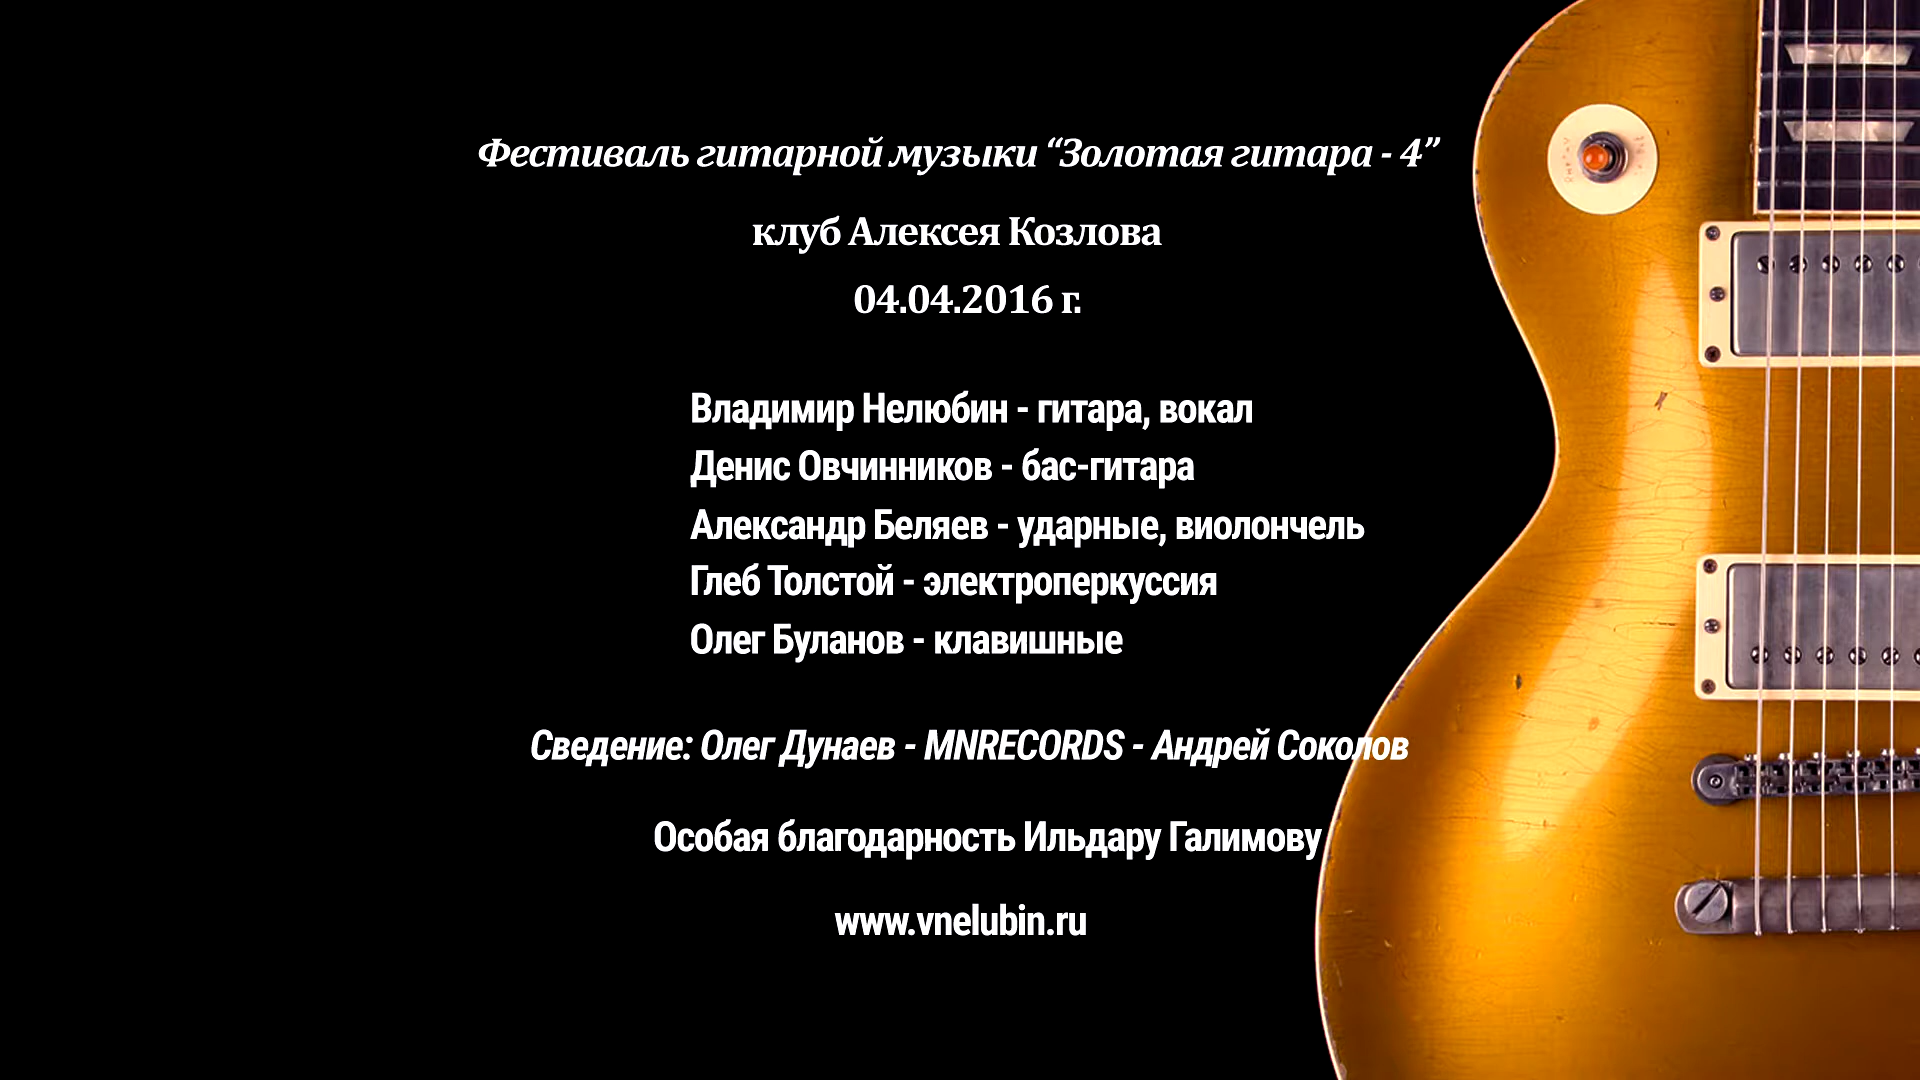 Фестиваль гитарной музыки “Золотая гитара - 4”
клуб Алексея Козлова
04.04.2016 г.
Владимир Нелюбин - гитара, вокал
Денис Овчинников - бас-гитара
Александр Беляев - ударные, виолончель
Глеб Толстой - электроперкуссия
Олег Буланов - клавишные
Сведение: Олег Дунаев - MNRECORDS - Андрей Соколов
Особая благодарность Ильдару Галимову
www.vnelubin.ru